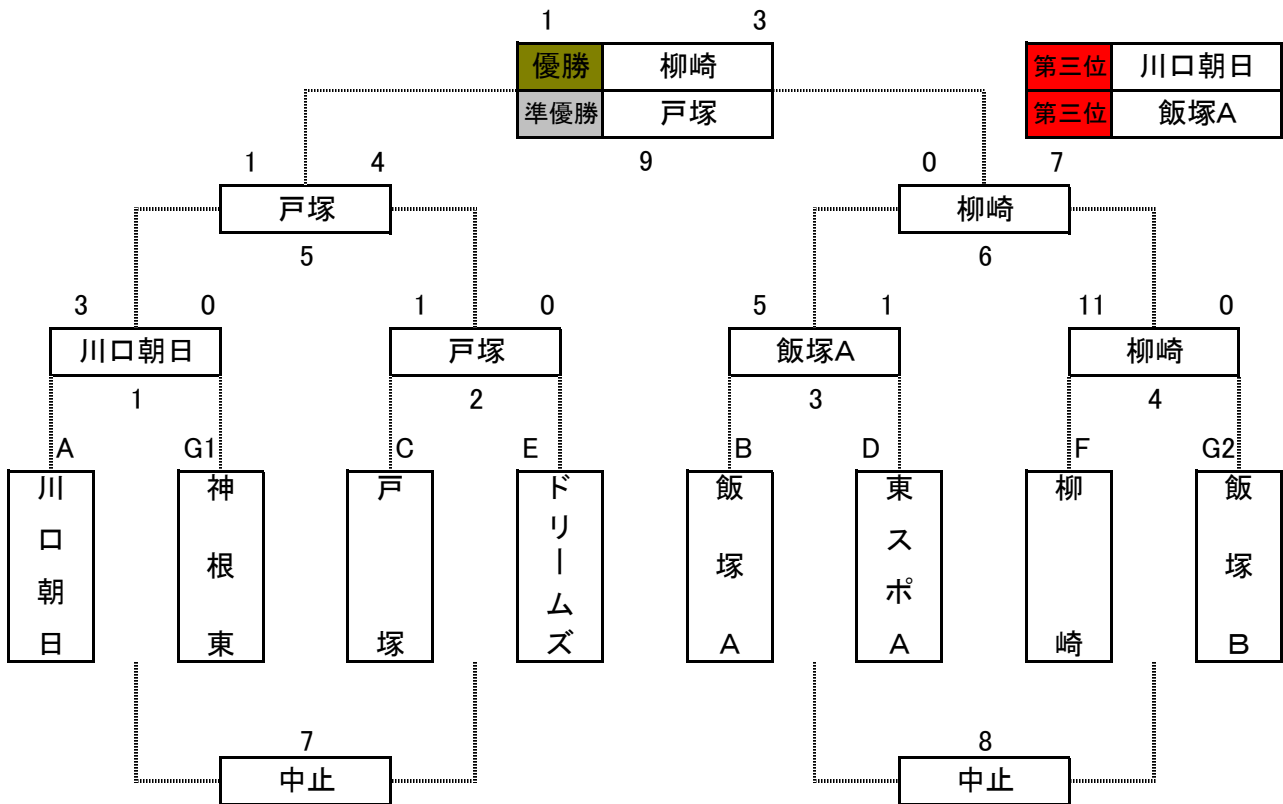 1 3
優勝 柳崎
準優勝 戸塚
9
第三位 川口朝日
第三位 飯塚A
1 4
戸塚
5
0 7
柳崎
6
3 0
川口朝日
1
1 0
戸塚
2
5 1
飯塚A
3
11 0
柳崎
4
A
川口朝日
G1
神根東
C
戸塚
E
ドリームズ
B
飯塚A
D
東スポA
F
柳崎
G2
飯塚B
7
中止
8
中止